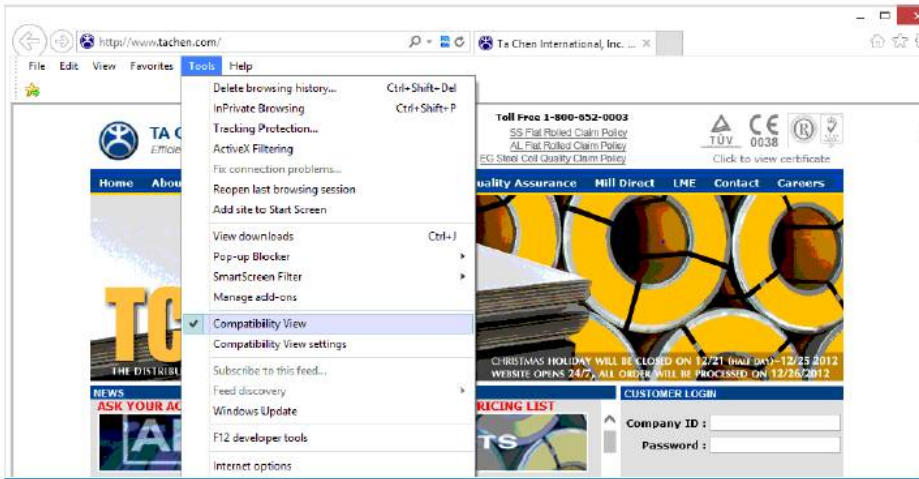 http://www.tachen.com/
Ta Chen International, Inc. ...
File Edit View Favorites Tools Help
Delete browsing history... Ctrl+Shift+Del
InPrivate Browsing Ctrl+Shift+P
Tracking Protection...
ActiveX Filtering
Fix connection problems...
Reopen last browsing session
Add site to Start Screen
View downloads Ctrl+J
Pop-up Blocker
SmartScreen Filter
Manage add-ons
Compatibility View
Compatibility View settings
Subscribe to this feed...
Feed discovery
Windows Update
F12 developer tools
Internet options
TA C
Toll Free 1-800-652-0003
SS Flat Rolled Claim Policy
AL Flat Rolled Claim Policy
EG Steel Coil Quality Claim Policy
TÜV
CE
0038
R
Click to view certificate
Home Abou
uality Assurance Mill Direct LME Contact Careers
TC
THE DISTRIBU
CHRISTMAS HOLIDAY WILL BE CLOSED ON 12/21 (HALF DAY)-12/25 2012
WEBSITE OPENS 24/7, ALL ORDER WILL BE PROCESSED ON 12/26/2012
NEWS
CUSTOMER LOGIN
ASK YOUR AC
RICING LIST
TS
Company ID :
Password :